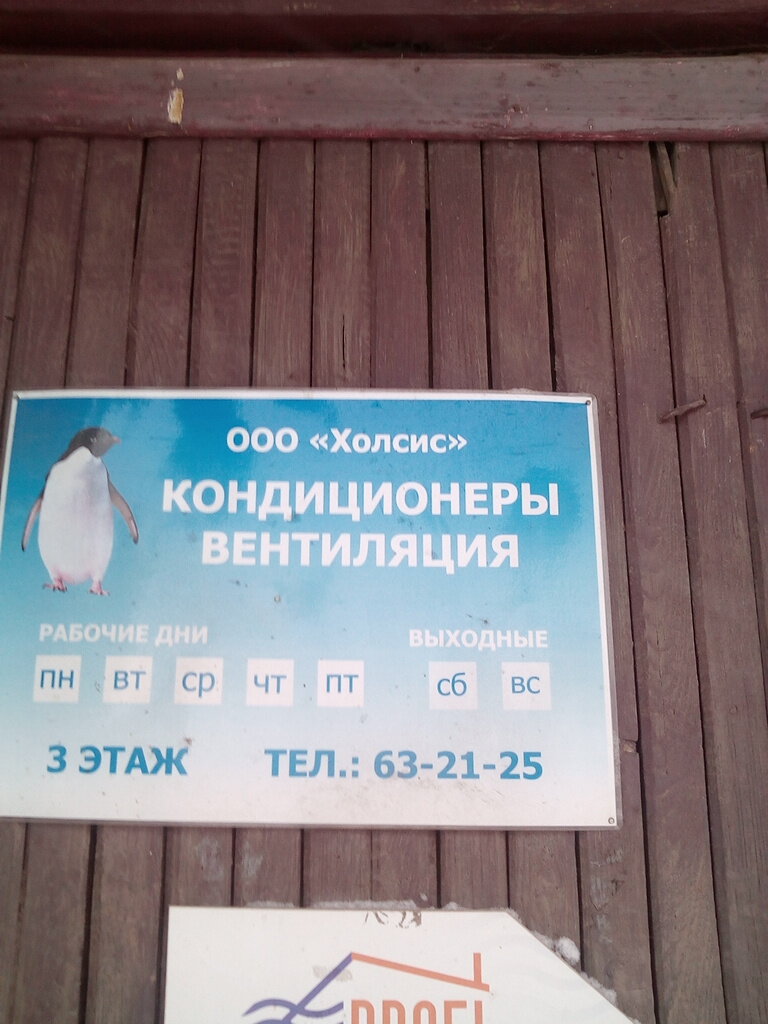 ООО «Холсис»
КОНДИЦИОНЕРЫ
ВЕНТИЛЯЦИЯ
РАБОЧИЕ ДНИ ВЫХОДНЫЕ
пн вт ср чт пт сб вс
3 ЭТАЖ ТЕЛ.: 63-21-25
PROFI